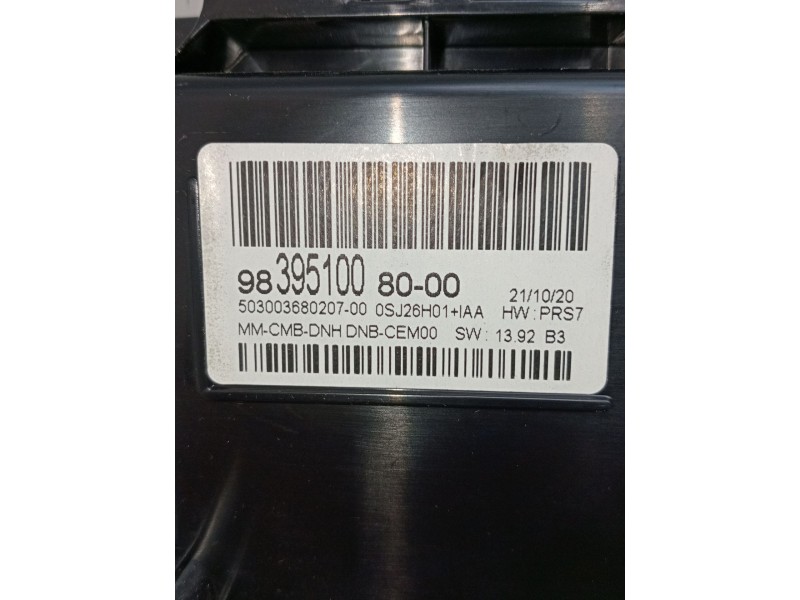 98 395100 80-00 21/10/20
503003680207-00 0SJ26H01+IAA HW : PRS7
MM-CMB-DNH DNB-CEM00 SW : 13.92 B3